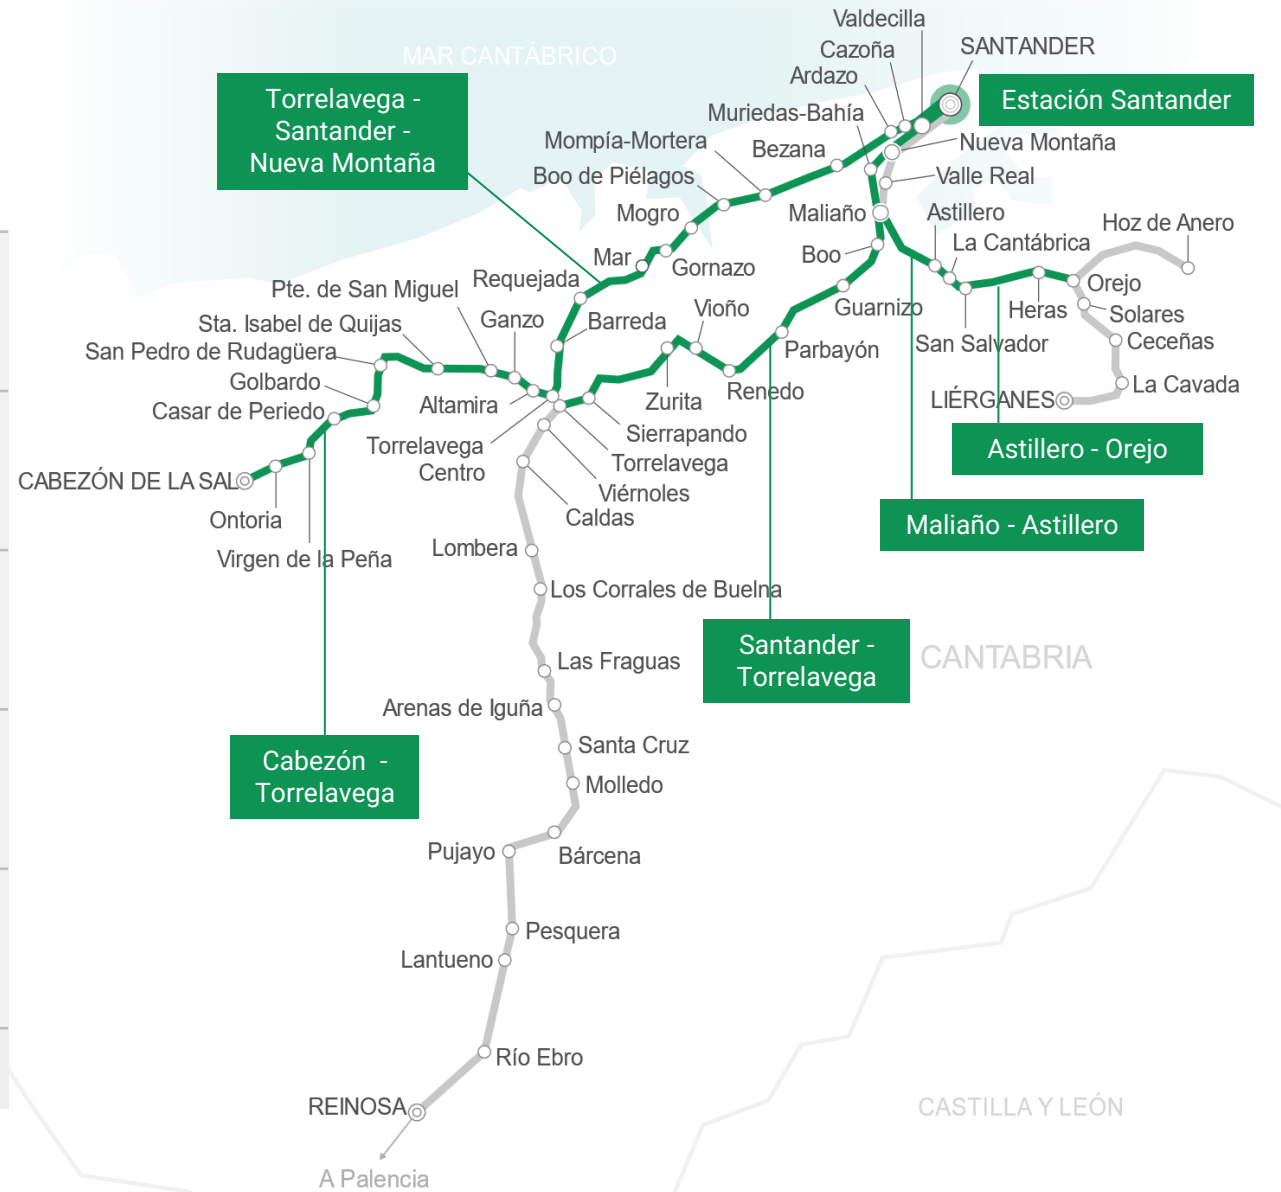 Valdecilla
MAR CANTÁBRICO
Cazoña
SANTANDER
Ardazo
Torrelavega -
Santander -
Nueva Montaña
Estación Santander
Muriedas-Bahía
Mompía-Mortera
Bezana
Nueva Montaña
Boo de Piélagos
Valle Real
Mogro
Maliaño
Astillero
Hoz de Anero
La Cantábrica
Boo
Mar
Gornazo
Requejada
Orejo
Pte. de San Miguel
Vioño
Guarnizo
Heras
Solares
Ganzo
Barreda
Sta. Isabel de Quijas
San Salvador
Ceceñas
San Pedro de Rudagüera
Parbayón
Golbardo
Renedo
La Cavada
Zurita
LIÉRGANES
Altamira
Casar de Periedo
Sierrapando
Torrelavega
Centro
Astillero - Orejo
Torrelavega
CABEZÓN DE LA SAL
Viérnoles
Caldas
Ontoria
Maliaño - Astillero
Lombera
Virgen de la Peña
Los Corrales de Buelna
Santander -
Torrelavega
CANTABRIA
Las Fraguas
Arenas de Iguña
Santa Cruz
Cabezón -
Torrelavega
Molledo
Pujayo
Bárcena
Pesquera
Lantueno
Río Ebro
REINOSA
CASTILLA Y LEÓN
A Palencia